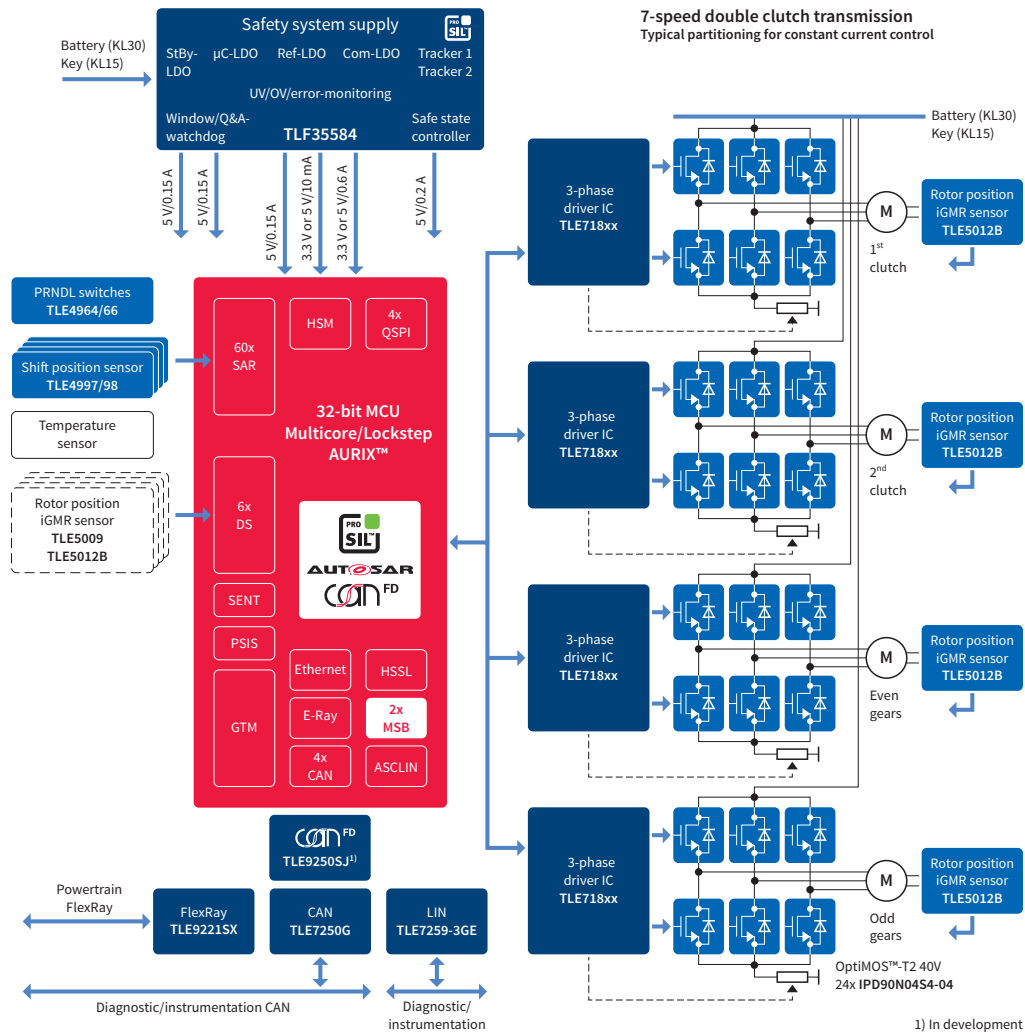 7-speed double clutch transmission
Typical partitioning for constant current control
Safety system supply
PRO
SIL™
Battery (KL30)
Key (KL15)
StBy-
LDO
µC-LDO
Ref-LDO
Com-LDO
Tracker 1
Tracker 2
UV/OV/error-monitoring
Window/Q&A-
watchdog
TLF35584
Safe state
controller
5 V/0.15 A
5 V/0.15 A
5 V/0.15 A
3.3 V or 5 V/10 mA
3.3 V or 5 V/0.6 A
5 V/0.2 A
PRNDL switches
TLE4964/66
Shift position sensor
TLE4997/98
Temperature
sensor
Rotor position
iGMR sensor
TLE5009
TLE5012B
60x
SAR
HSM
4x
QSPI
32-bit MCU
Multicore/Lockstep
AURIX™
6x
DS
PRO
SIL™
AUTOSAR
CAN FD
SENT
PSIS
GTM
Ethernet
HSSL
E-Ray
2x
MSB
4x
CAN
ASCLIN
CAN FD
TLE9250SJ1)
Powertrain
FlexRay
FlexRay
TLE9221SX
CAN
TLE7250G
LIN
TLE7259-3GE
Diagnostic/instrumentation CAN
Diagnostic/
instrumentation
Battery (KL30)
Key (KL15)
3-phase
driver IC
TLE718xx
M
1st
clutch
Rotor position
iGMR sensor
TLE5012B
3-phase
driver IC
TLE718xx
M
2nd
clutch
Rotor position
iGMR sensor
TLE5012B
3-phase
driver IC
TLE718xx
M
Even
gears
Rotor position
iGMR sensor
TLE5012B
3-phase
driver IC
TLE718xx
M
Odd
gears
Rotor position
iGMR sensor
TLE5012B
OptiMOS™-T2 40V
24x IPD90N04S4-04
1) In development